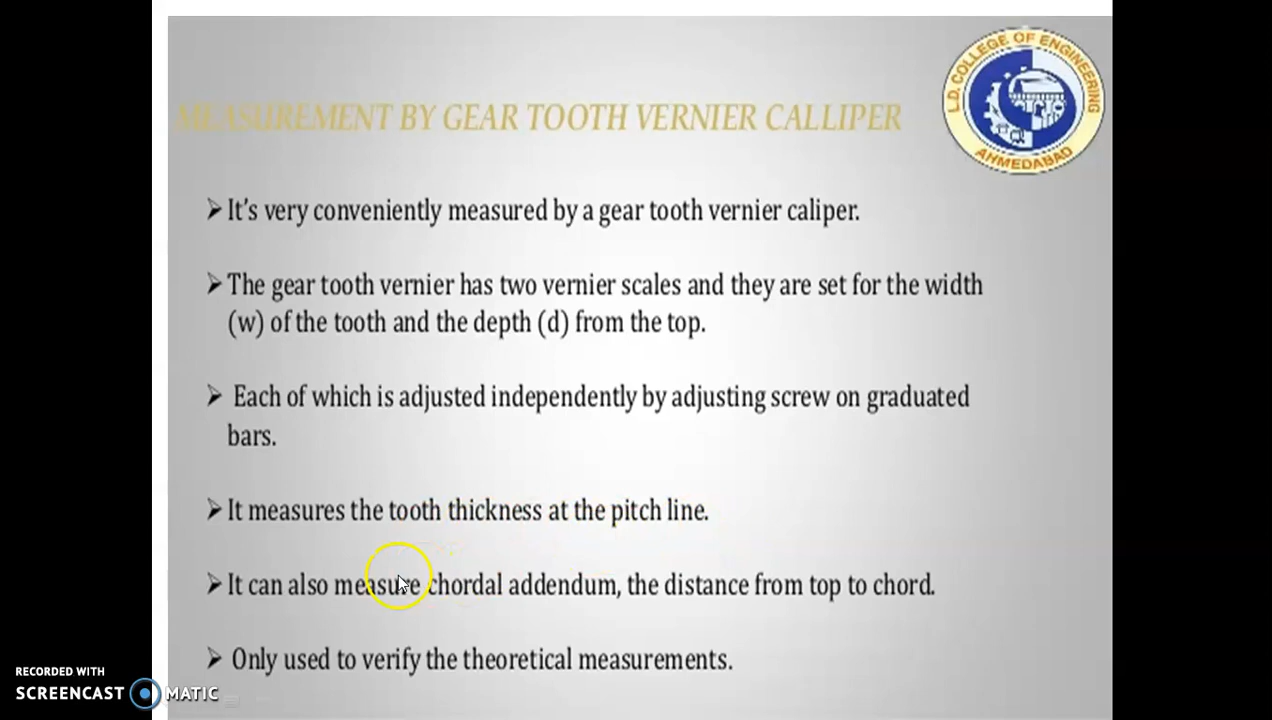 L.D. COLLEGE OF ENGINEERING
AHMEDABAD
MEASUREMENT BY GEAR TOOTH VERNIER CALLIPER
➢ It's very conveniently measured by a gear tooth vernier caliper.
➢ The gear tooth vernier has two vernier scales and they are set for the width
(w) of the tooth and the depth (d) from the top.
➢ Each of which is adjusted independently by adjusting screw on graduated
bars.
➢ It measures the tooth thickness at the pitch line.
➢ It can also measure chordal addendum, the distance from top to chord.
➢ Only used to verify the theoretical measurements.
RECORDED WITH
SCREENCAST MATIC